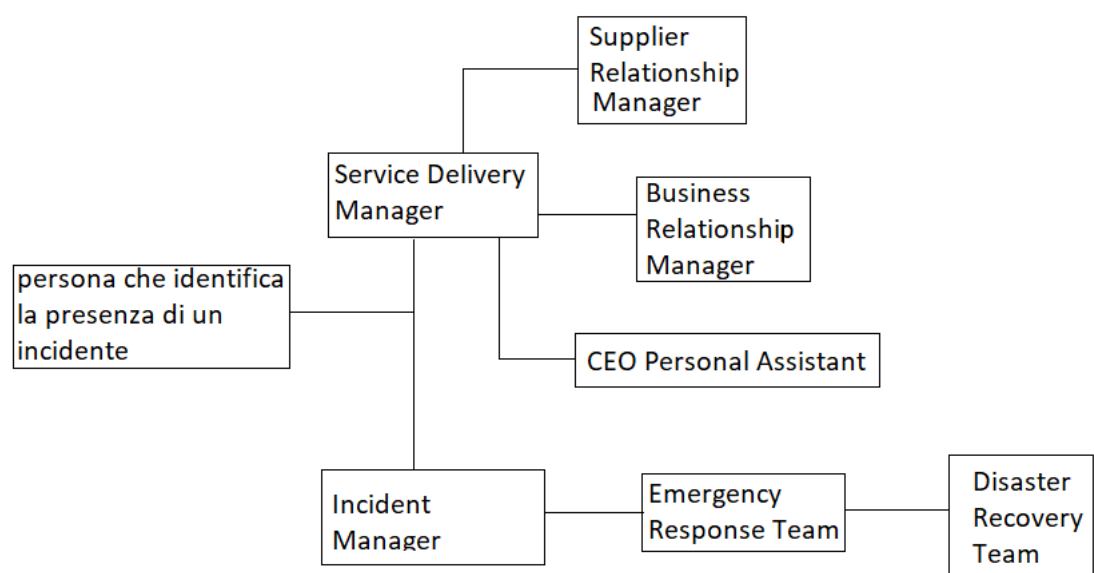 Supplier
Relationship
Manager
Service Delivery
Manager
Business
Relationship
Manager
persona che identifica
la presenza di un
incidente
CEO Personal Assistant
Incident
Manager
Emergency
Response Team
Disaster
Recovery
Team